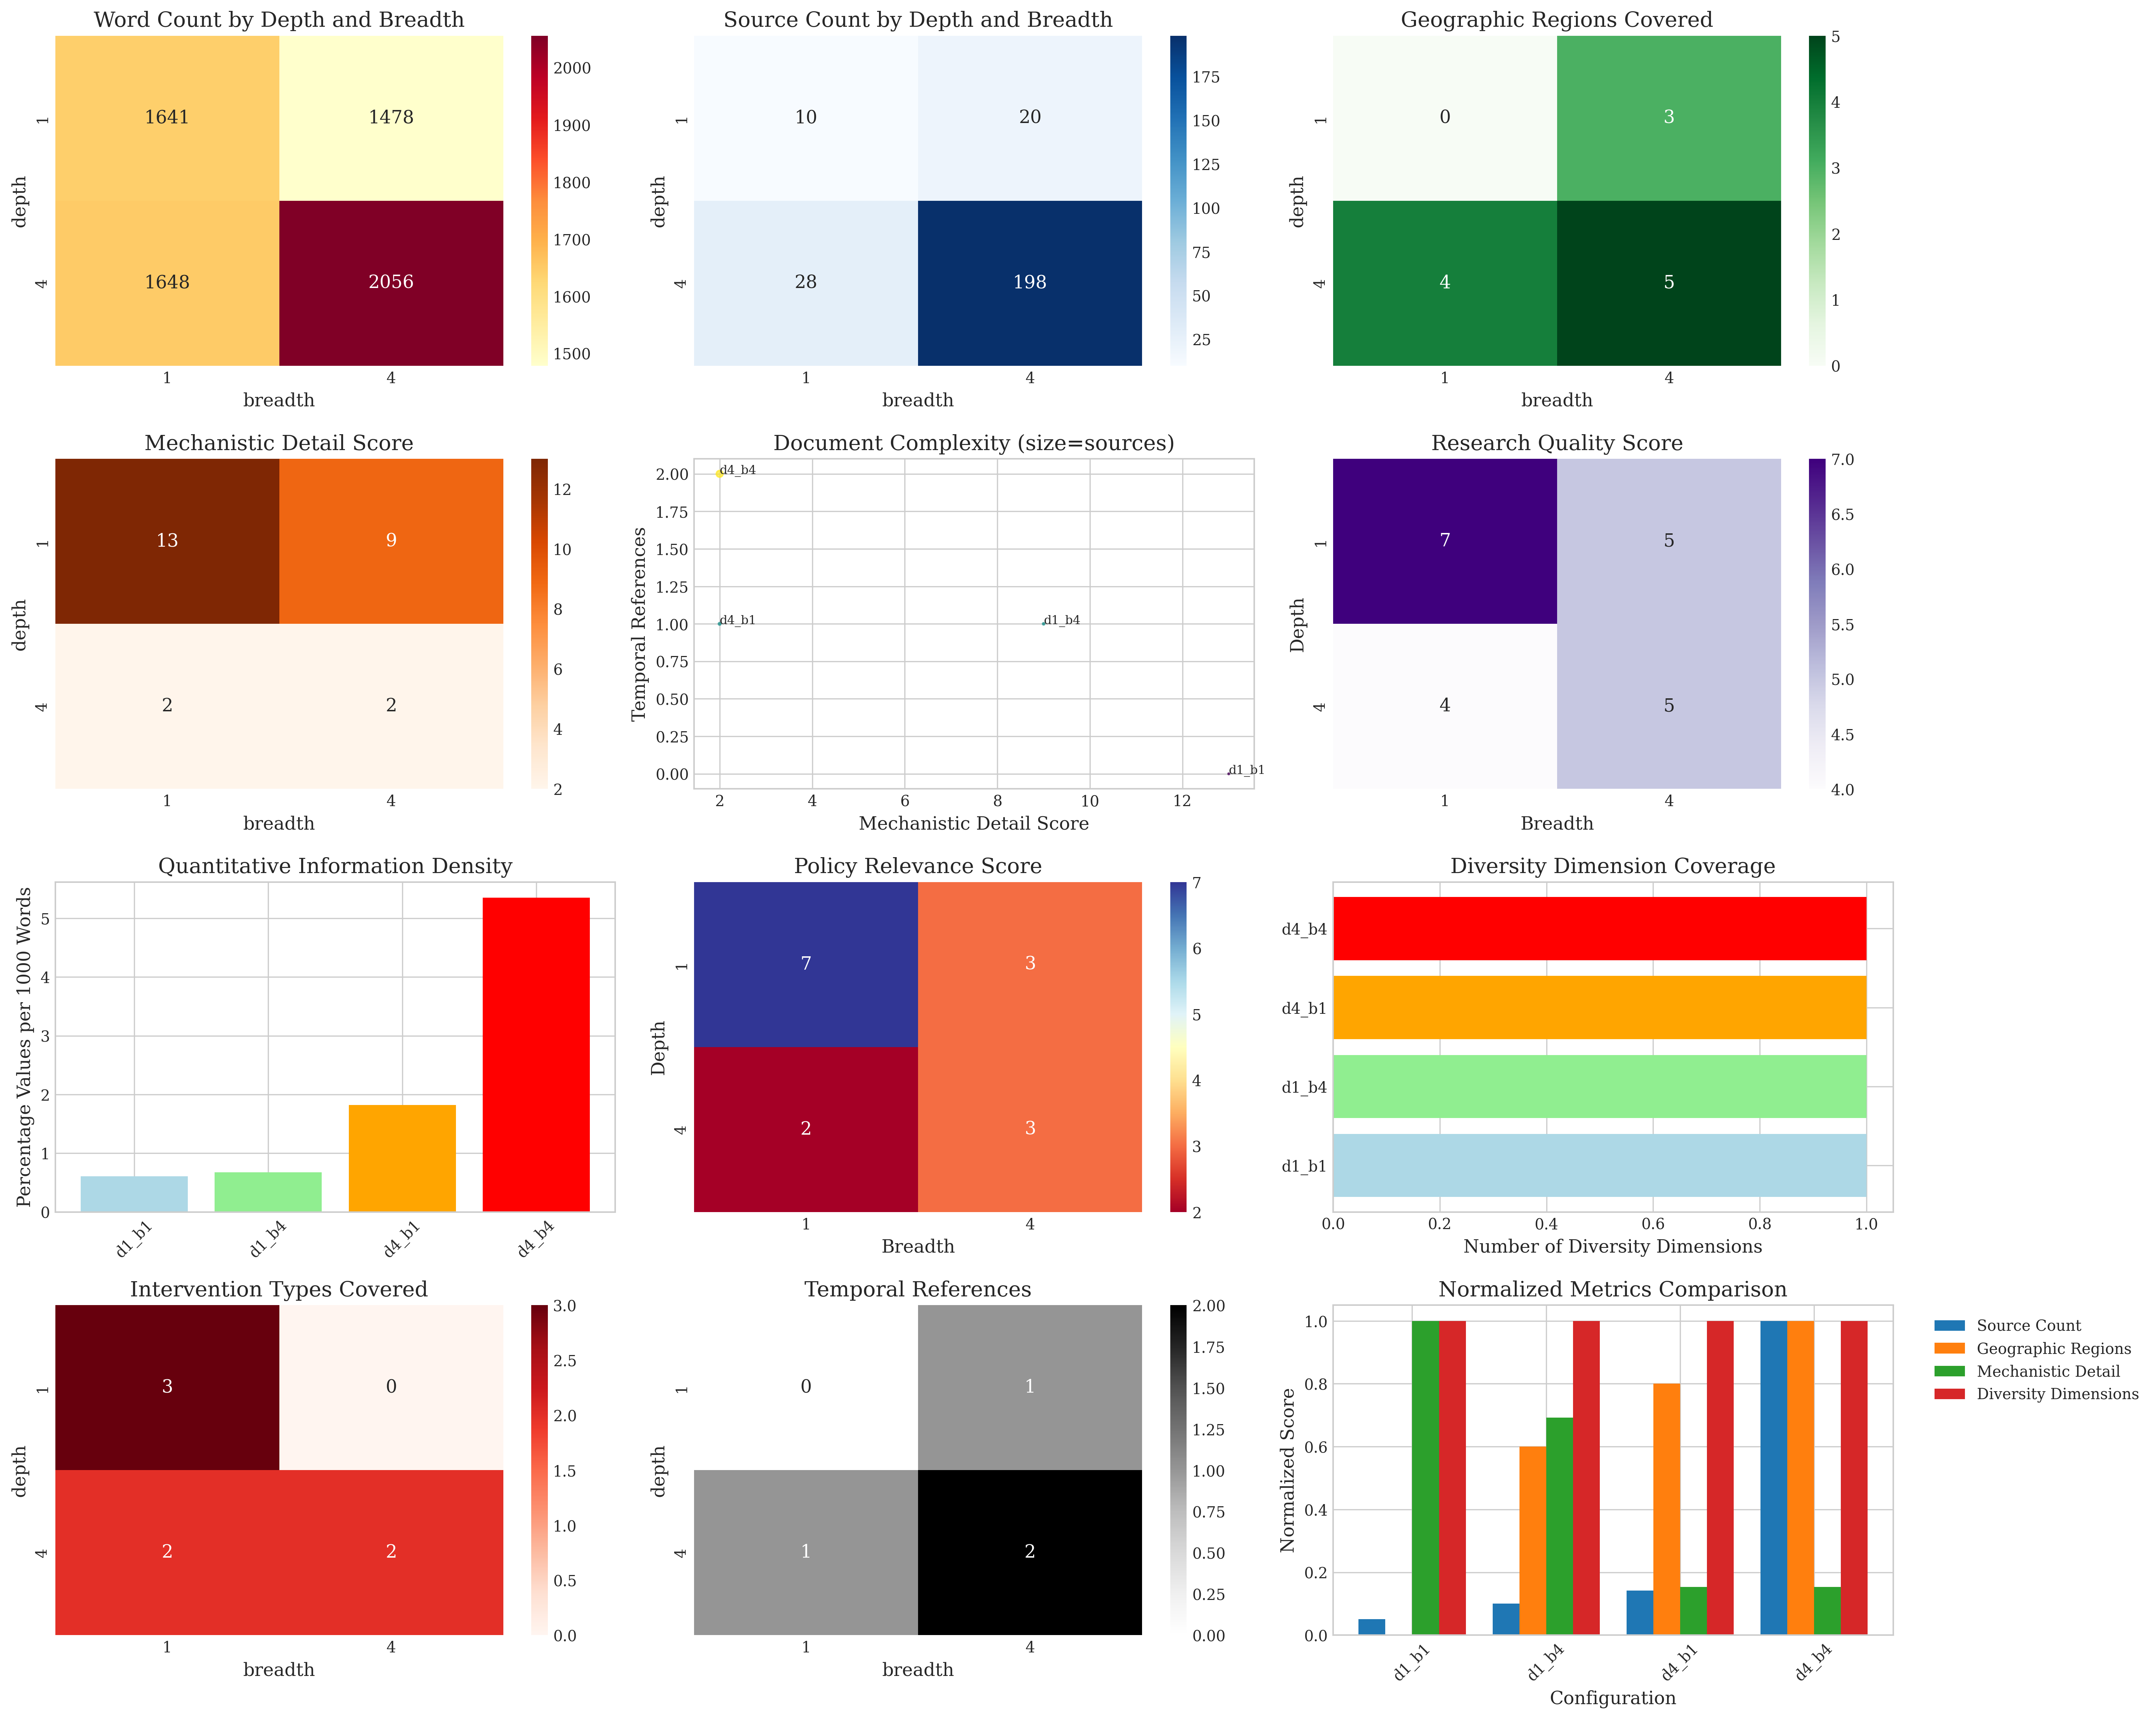 Word Count by Depth and Breadth
depth
1
4
1641
1478
1648
2056
1
4
breadth
2000
1900
1800
1700
1600
1500
Source Count by Depth and Breadth
depth
1
4
10
20
28
198
1
4
breadth
175
150
125
100
75
50
25
Geographic Regions Covered
depth
1
4
0
3
4
5
1
4
breadth
5
4
3
2
1
0
Mechanistic Detail Score
depth
1
4
13
9
2
2
1
4
breadth
12
10
8
6
4
2
Document Complexity (size=sources)
Temporal References
2.00
1.75
1.50
1.25
1.00
0.75
0.50
0.25
0.00
d4_b4
d4_b1
d1_b4
d1_b1
2
4
6
8
10
12
Mechanistic Detail Score
Research Quality Score
Depth
1
4
7
5
4
5
1
4
Breadth
7.0
6.5
6.0
5.5
5.0
4.5
4.0
Quantitative Information Density
Percentage Values per 1000 Words
5
4
3
2
1
0
d1_b1
d1_b4
d4_b1
d4_b4
Policy Relevance Score
Depth
1
4
7
3
2
3
1
4
Breadth
7
6
5
4
3
2
Diversity Dimension Coverage
d4_b4
d4_b1
d1_b4
d1_b1
0.0
0.2
0.4
0.6
0.8
1.0
Number of Diversity Dimensions
Intervention Types Covered
depth
1
4
3
0
2
2
1
4
breadth
3.0
2.5
2.0
1.5
1.0
0.5
0.0
Temporal References
depth
1
4
0
1
1
2
1
4
breadth
2.00
1.75
1.50
1.25
1.00
0.75
0.50
0.25
0.00
Normalized Metrics Comparison
Normalized Score
1.0
0.8
0.6
0.4
0.2
0.0
d1_b1
d1_b4
d4_b1
d4_b4
Configuration
Source Count
Geographic Regions
Mechanistic Detail
Diversity Dimensions